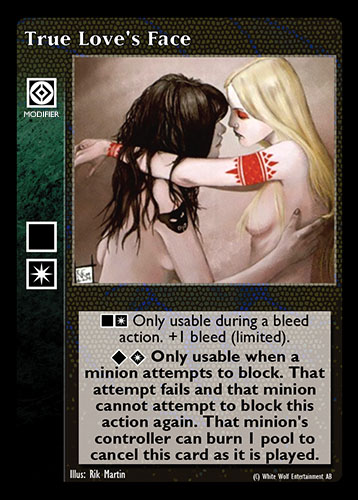 True Love's Face
MODIFIER
Only usable during a bleed
action. +1 bleed (limited).
Only usable when a
minion attempts to block. That
attempt fails and that minion
cannot attempt to block this
action again. That minion's
controller can burn 1 pool to
cancel this card as it is played.
Illus: Rik Martin
(C) White Wolf Entertainment AB